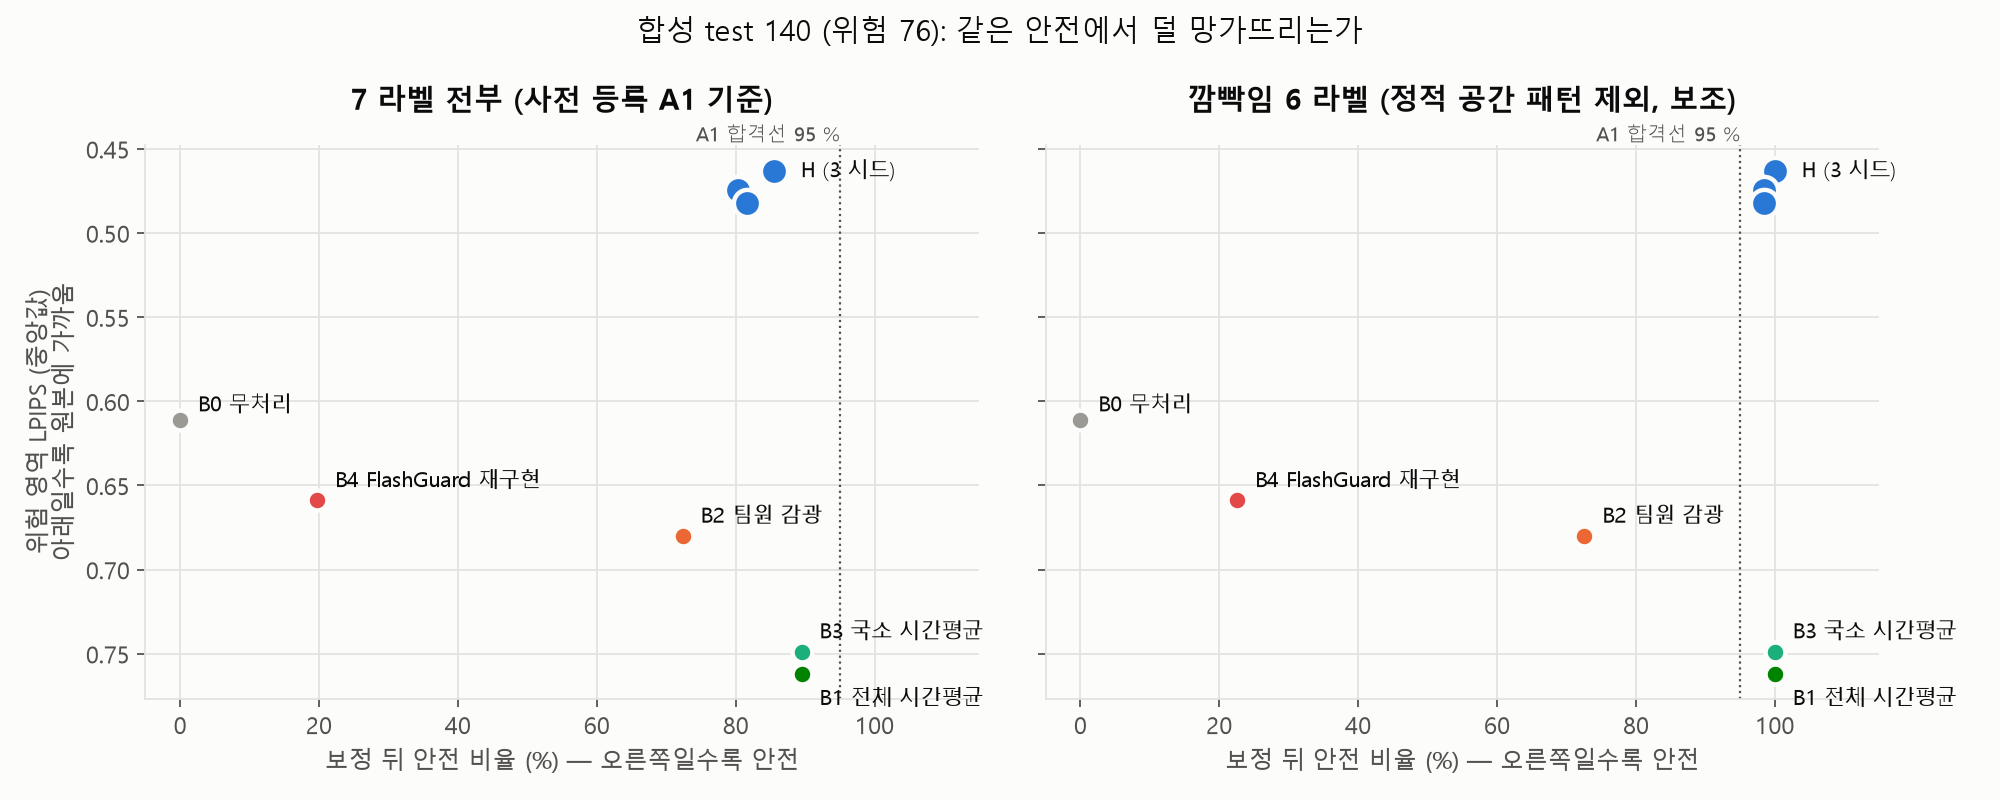 합성 test 140 (위험 76): 같은 안전에서 덜 망가뜨리는가
7 라벨 전부 (사전 등록 A1 기준)
A1 합격선 95 %
0.45
0.50
0.55
0.60
0.65
0.70
0.75
위험 영역 LPIPS (중앙값)
아래일수록 원본에 가까움
H (3 시드)
B0 무처리
B4 FlashGuard 재구현
B2 팀원 감광
B3 국소 시간평균
B1 전체 시간평균
0 20 40 60 80 100
보정 뒤 안전 비율 (%) — 오른쪽일수록 안전
깜빡임 6 라벨 (정적 공간 패턴 제외, 보조)
A1 합격선 95 %
H (3 시드)
B0 무처리
B4 FlashGuard 재구현
B2 팀원 감광
B3 국소 시간평균
B1 전체 시간평균
0 20 40 60 80 100
보정 뒤 안전 비율 (%) — 오른쪽일수록 안전